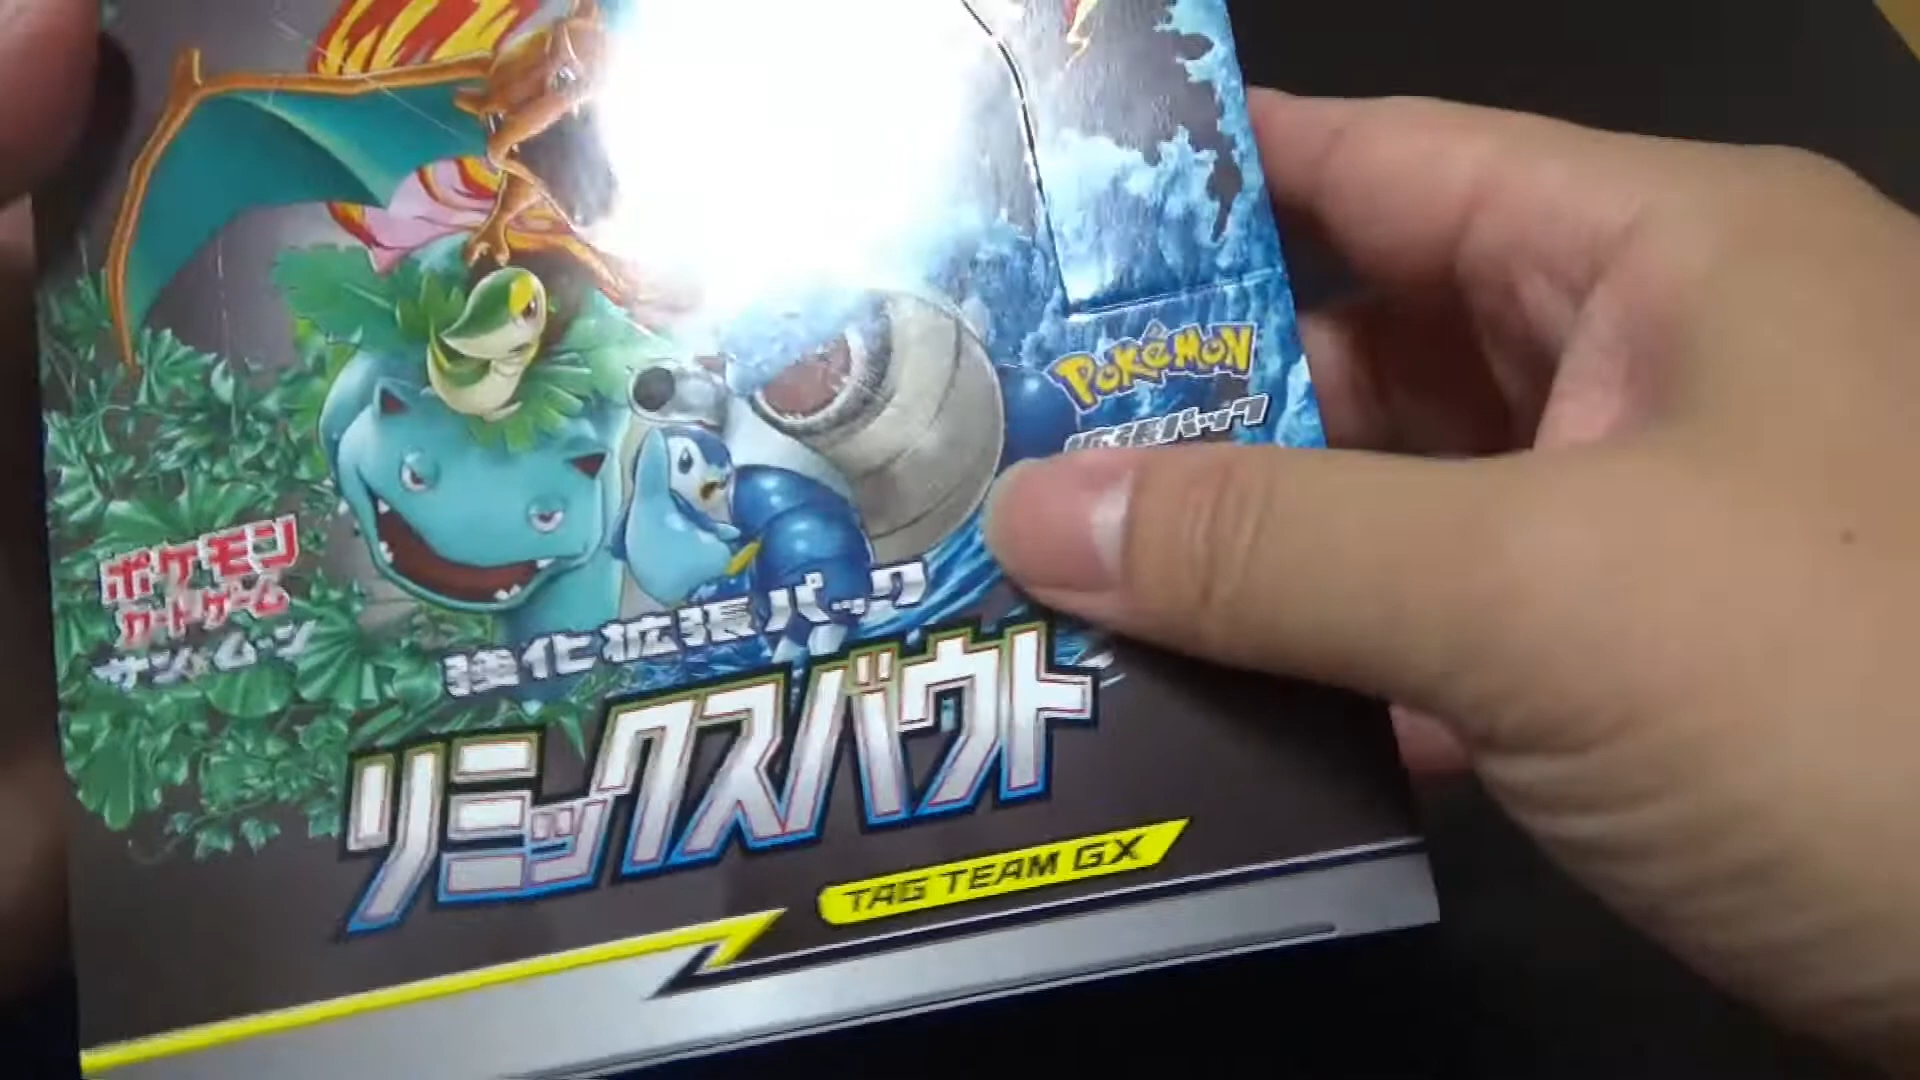 POKéMON
拡張パック
ポケモン
カードゲーム
サン&ムーン
強化拡張パック
リミックスバウト
TAG TEAM GX